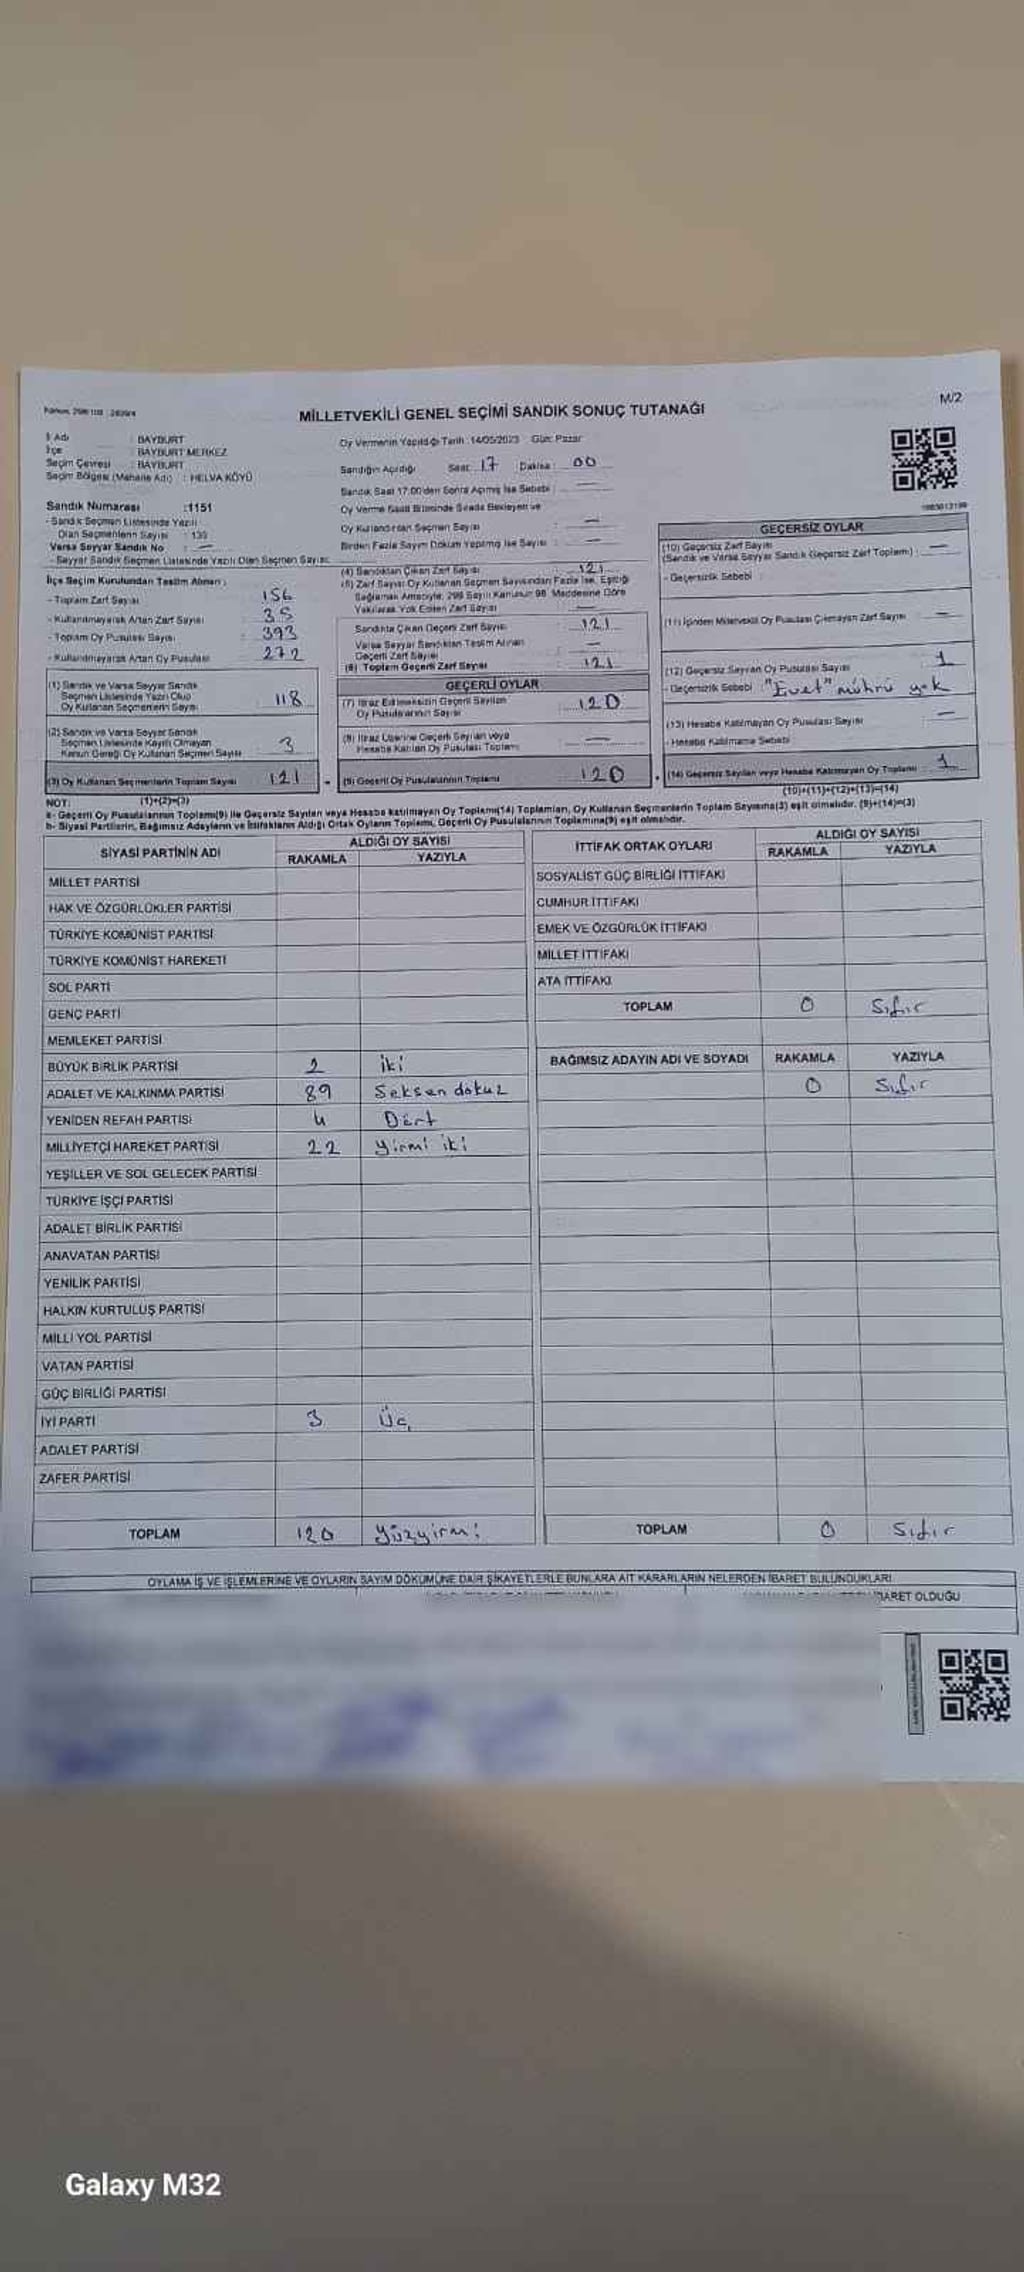 M/2
MİLLETVEKİLİ GENEL SEÇİMİ SANDIK SONUÇ TUTANAĞI
İl Adı : BAYBURT
İlçe : BAYBURT MERKEZ
Seçim Çevresi : BAYBURT
Seçim Bölgesi (Mahalle Adı) : HELVA KÖYÜ
Oy Vermenin Yapıldığı Tarih :14/05/2023 Gün: Pazar
Sandığın Açıldığı Saat: 17 Dakika : 00
Sandık Saat 17:00'den Sonra Açılmış İse Sebebi : —
Oy Verme Saati Bitiminde Sırada Bekleyen ve
Oy Kullandırılan Seçmen Sayısı : —
Birden Fazla Sayım Döküm Yapılmış İse Sayısı : —
Sandık Numarası :1151
- Sandık Seçmen Listesinde Yazılı
Olan Seçmenlerin Sayısı : 139
Varsa Seyyar Sandık No : —
- Seyyar Sandık Seçmen Listesinde Yazılı Olan Seçmen Sayısı:
İlçe Seçim Kurulundan Teslim Alınan :
- Toplam Zarf Sayısı : 156
- Kullanılmayarak Artan Zarf Sayısı : 35
- Toplam Oy Pusulası Sayısı : 393
- Kullanılmayarak Artan Oy Pusulası : 272
(1) Sandık ve Varsa Seyyar Sandık
Seçmen Listesinde Yazılı Olup
Oy Kullanan Seçmenlerin Sayısı : 118
(2) Sandık ve Varsa Seyyar Sandık
Seçmen Listesinde Kayıtlı Olmayan
Kanun Gereği Oy Kullanan Seçmen Sayısı : 3
(3) Oy Kullanan Seçmenlerin Toplam Sayısı : 121
(4) Sandıktan Çıkan Zarf Sayısı : 121
(5) Zarf Sayısı Oy Kullanan Seçmen Sayısından Fazla İse, Eşitliği
Sağlamak Amacıyla, 298 Sayılı Kanunun 98. Maddesine Göre
Yakılarak Yok Edilen Zarf Sayısı : —
Sandıkta Çıkan Geçerli Zarf Sayısı : 121
Varsa Seyyar Sandıktan Teslim Alınan
Geçerli Zarf Sayısı : —
(6) Toplam Geçerli Zarf Sayısı : 121
GEÇERLİ OYLAR
(7) İtiraz Edilmeksizin Geçerli Sayılan
Oy Pusulalarının Sayısı : 120
(8) İtiraz Üzerine Geçerli Sayılan veya
Hesaba Katılan Oy Pusulası Toplamı : —
(9) Geçerli Oy Pusulalarının Toplamı : 120
GEÇERSİZ OYLAR
(10) Geçersiz Zarf Sayısı
(Sandık ve Varsa Seyyar Sandık Geçersiz Zarf Toplamı) : —
- Geçersizlik Sebebi :
(11) İçinden Milletvekili Oy Pusulası Çıkmayan Zarf Sayısı : —
(12) Geçersiz Sayılan Oy Pusulası Sayısı : 1
- Geçersizlik Sebebi : "Evet" mührü yok
(13) Hesaba Katılmayan Oy Pusulası Sayısı : —
- Hesaba Katılmama Sebebi :
(14) Geçersiz Sayılan veya Hesaba Katılmayan Oy Toplamı : 1
NOT: (1)+(2)=(3) (10)+(11)+(12)+(13)=(14)
a- Geçerli Oy Pusulalarının Toplamı(9) ile Geçersiz Sayılan veya Hesaba katılmayan Oy Toplamı(14) Toplamları, Oy Kullanan Seçmenlerin Toplam Sayısına(3) eşit olmalıdır. (9)+(14)=(3)
b- Siyasi Partilerin, Bağımsız Adayların ve İttifakların Aldığı Ortak Oyların Toplamı, Geçerli Oy Pusulalarının Toplamına(9) eşit olmalıdır.
SİYASİ PARTİNİN ADI ALDIĞI OY SAYISI
RAKAMLA YAZIYLA
MİLLET PARTİSİ
HAK VE ÖZGÜRLÜKLER PARTİSİ
TÜRKİYE KOMÜNİST PARTİSİ
TÜRKİYE KOMÜNİST HAREKETİ
SOL PARTİ
GENÇ PARTİ
MEMLEKET PARTİSİ
BÜYÜK BİRLİK PARTİSİ 2 iki
ADALET VE KALKINMA PARTİSİ 89 Seksen dokuz
YENİDEN REFAH PARTİSİ 4 Dört
MİLLİYETÇİ HAREKET PARTİSİ 22 Yirmi iki
YEŞİLLER VE SOL GELECEK PARTİSİ
TÜRKİYE İŞÇİ PARTİSİ
ADALET BİRLİK PARTİSİ
ANAVATAN PARTİSİ
YENİLİK PARTİSİ
HALKIN KURTULUŞ PARTİSİ
MİLLİ YOL PARTİSİ
VATAN PARTİSİ
GÜÇ BİRLİĞİ PARTİSİ
İYİ PARTİ 3 Üç
ADALET PARTİSİ
ZAFER PARTİSİ
TOPLAM 120 Yüzyirmi
İTTİFAK ORTAK OYLARI ALDIĞI OY SAYISI
RAKAMLA YAZIYLA
SOSYALİST GÜÇ BİRLİĞİ İTTİFAKI
CUMHUR İTTİFAKI
EMEK VE ÖZGÜRLÜK İTTİFAKI
MİLLET İTTİFAKI
ATA İTTİFAKI
TOPLAM 0 Sıfır
BAĞIMSIZ ADAYIN ADI VE SOYADI RAKAMLA YAZIYLA
0 Sıfır
TOPLAM 0 Sıfır
OYLAMA İŞ VE İŞLEMLERİNE VE OYLARIN SAYIM DÖKÜMÜNE DAİR ŞİKAYETLERLE BUNLARA AİT KARARLARIN NELERDEN İBARET BULUNDUKLARI
İBARET OLDUĞU
Galaxy M32